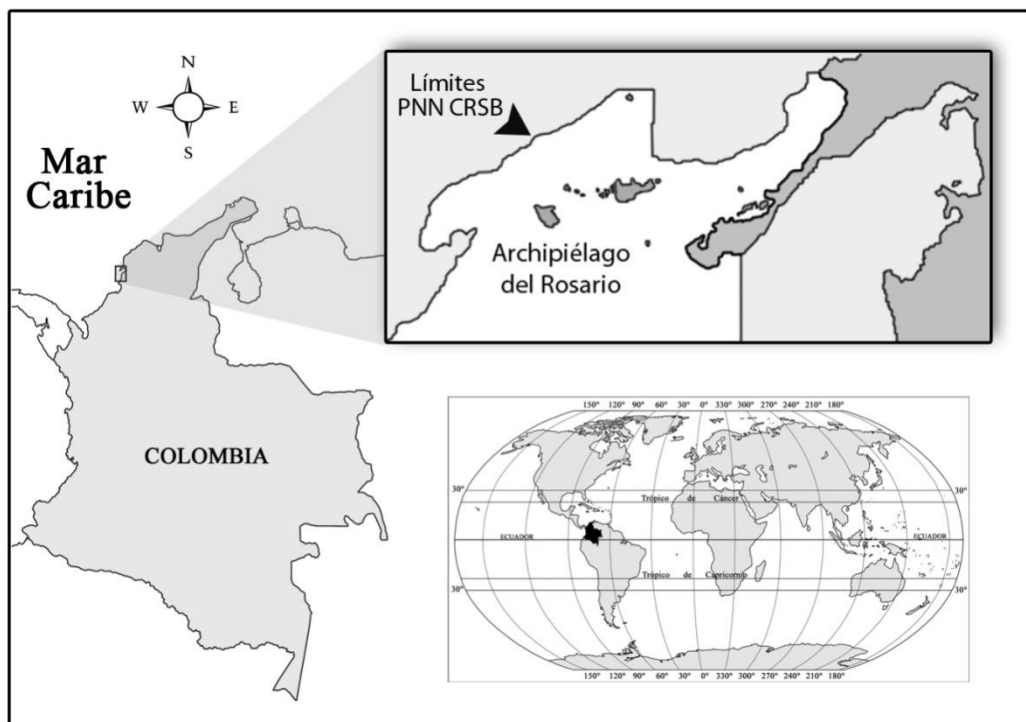 N
W E
S
Mar
Caribe
COLOMBIA
Límites
PNN CRSB
Archipiélago
del Rosario
150° 120° 90° 60° 30° 0° 330° 300° 270° 240° 210° 180°
30° 30°
Trópico de Cáncer
ECUADOR ECUADOR
Trópico de Capricornio
30° 30°
150° 120° 90° 60° 30° 0° 330° 300° 270° 240° 210° 180°